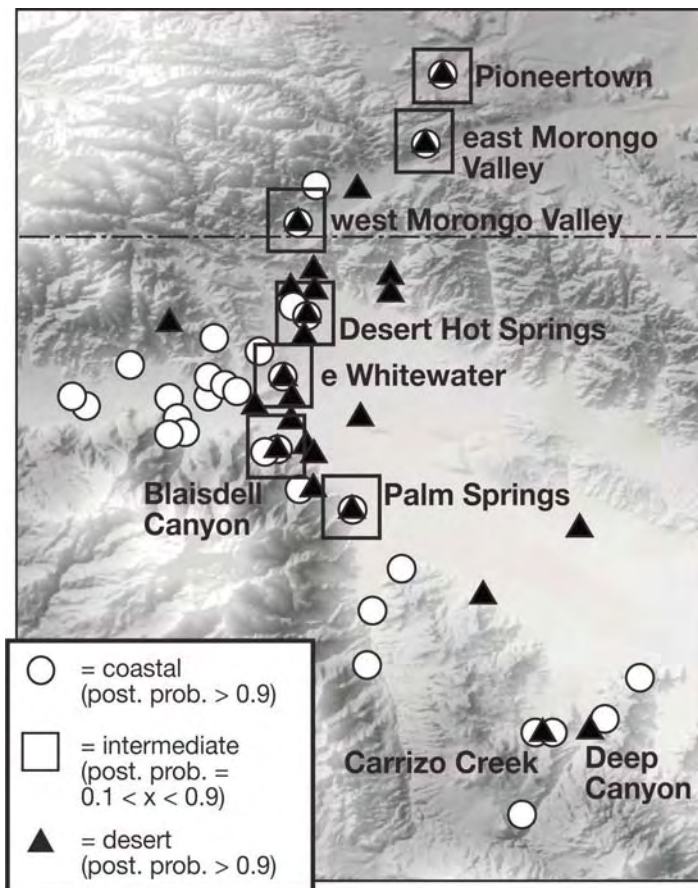 Pioneertown
east Morongo
Valley
west Morongo Valley
Desert Hot Springs
e Whitewater
Blaisdell
Canyon
Palm Springs
Carrizo Creek
Deep
Canyon
= coastal
(post. prob. > 0.9)
= intermediate
(post. prob. =
0.1 < x < 0.9)
= desert
(post. prob. > 0.9)